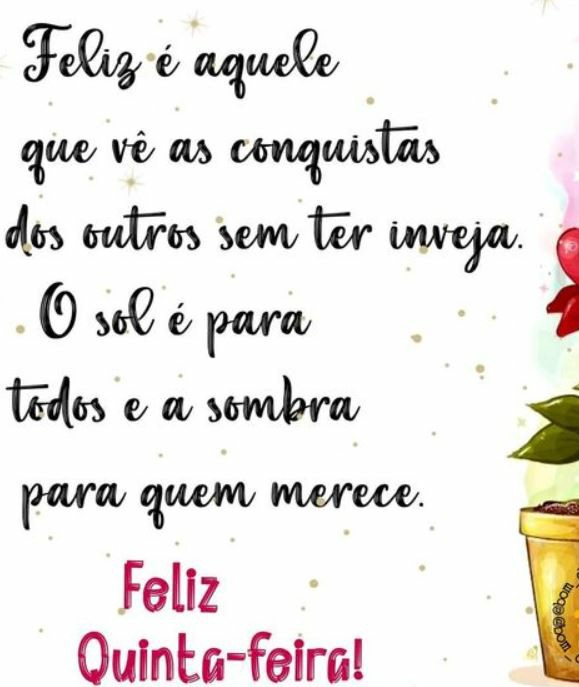 Feliz é aquele
que vê as conquistas
dos outros sem ter inveja.
O sol é para
todos e a sombra
para quem merece.
Feliz
Quinta-feira!